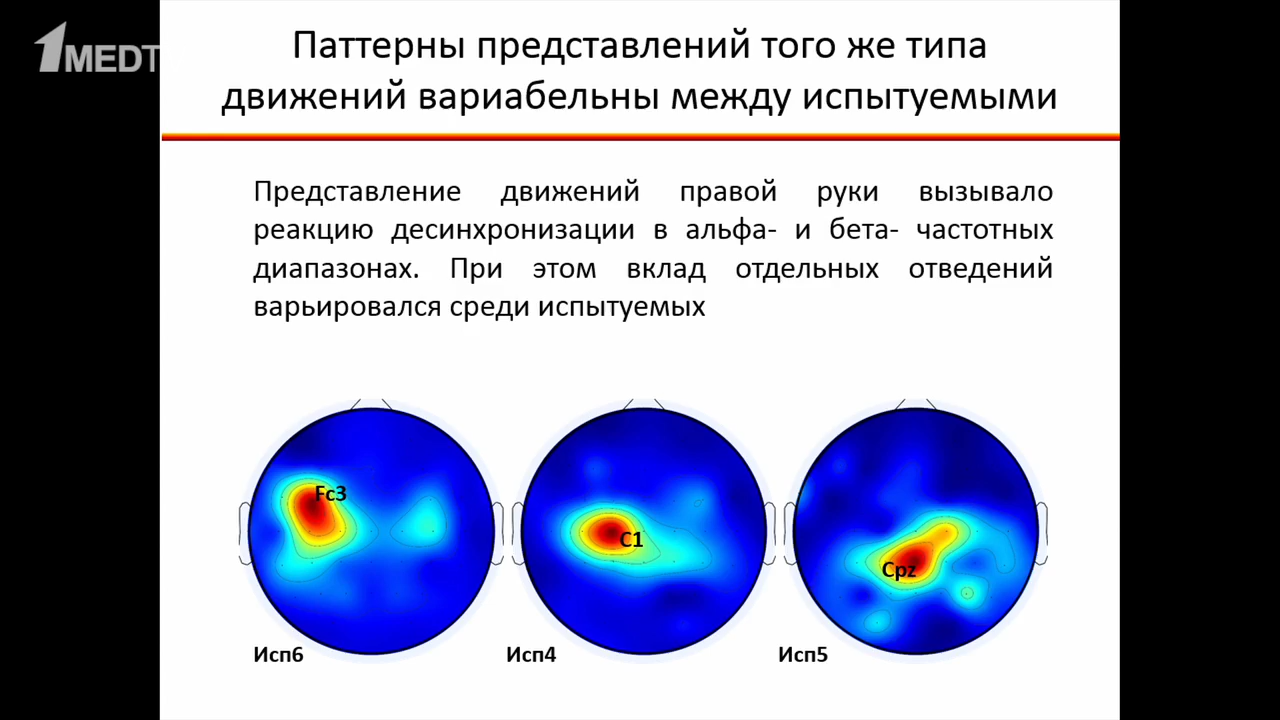 1MEDT
Паттерны представлений того же типа
движений вариабельны между испытуемыми
Представление движений правой руки вызывало
реакцию десинхронизации в альфа- и бета- частотных
диапазонах. При этом вклад отдельных отведений
варьировался среди испытуемых
Fc3
C1
Cpz
Исп6
Исп4
Исп5